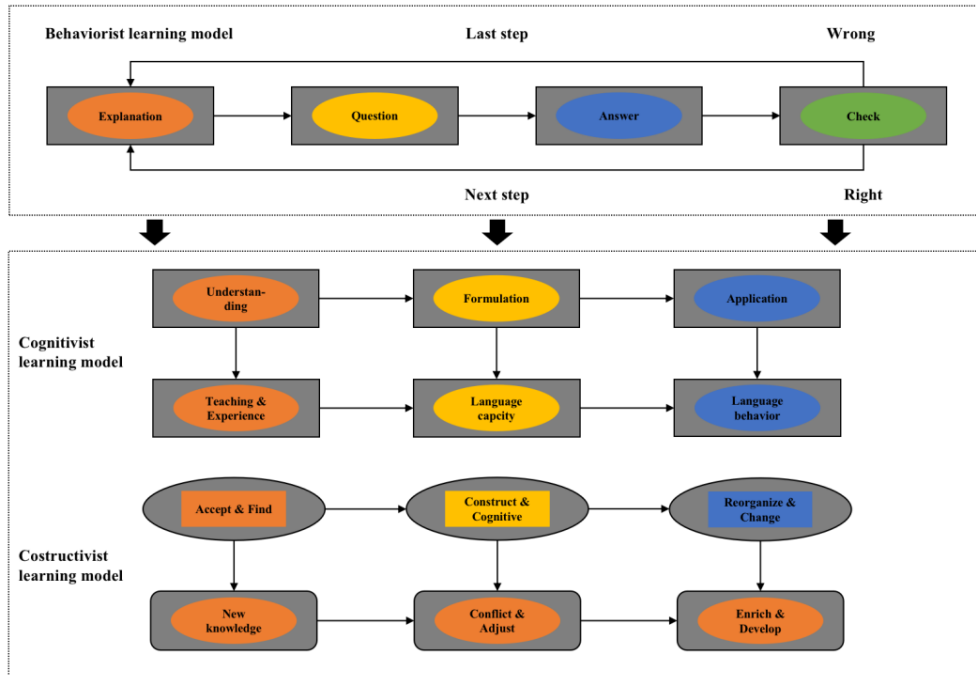 Behaviorist learning model
Last step
Wrong
Explanation
Question
Answer
Check
Next step
Right
Cognitivist
learning model
Understan-
ding
Formulation
Application
Teaching &
Experience
Language
capcity
Language
behavior
Costructivist
learning model
Accept & Find
Construct &
Cognitive
Reorganize &
Change
New
knowledge
Conflict &
Adjust
Enrich &
Develop